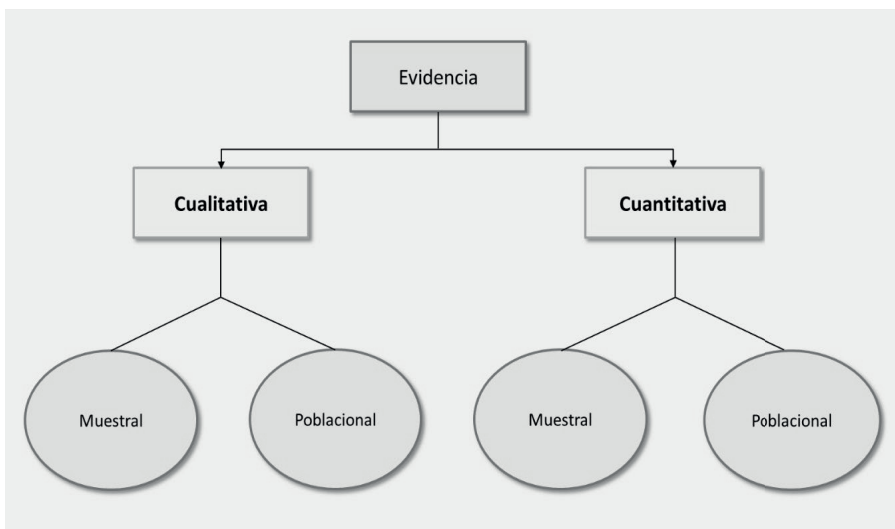 Evidencia
Cualitativa
Cuantitativa
Muestral
Poblacional
Muestral
Poblacional